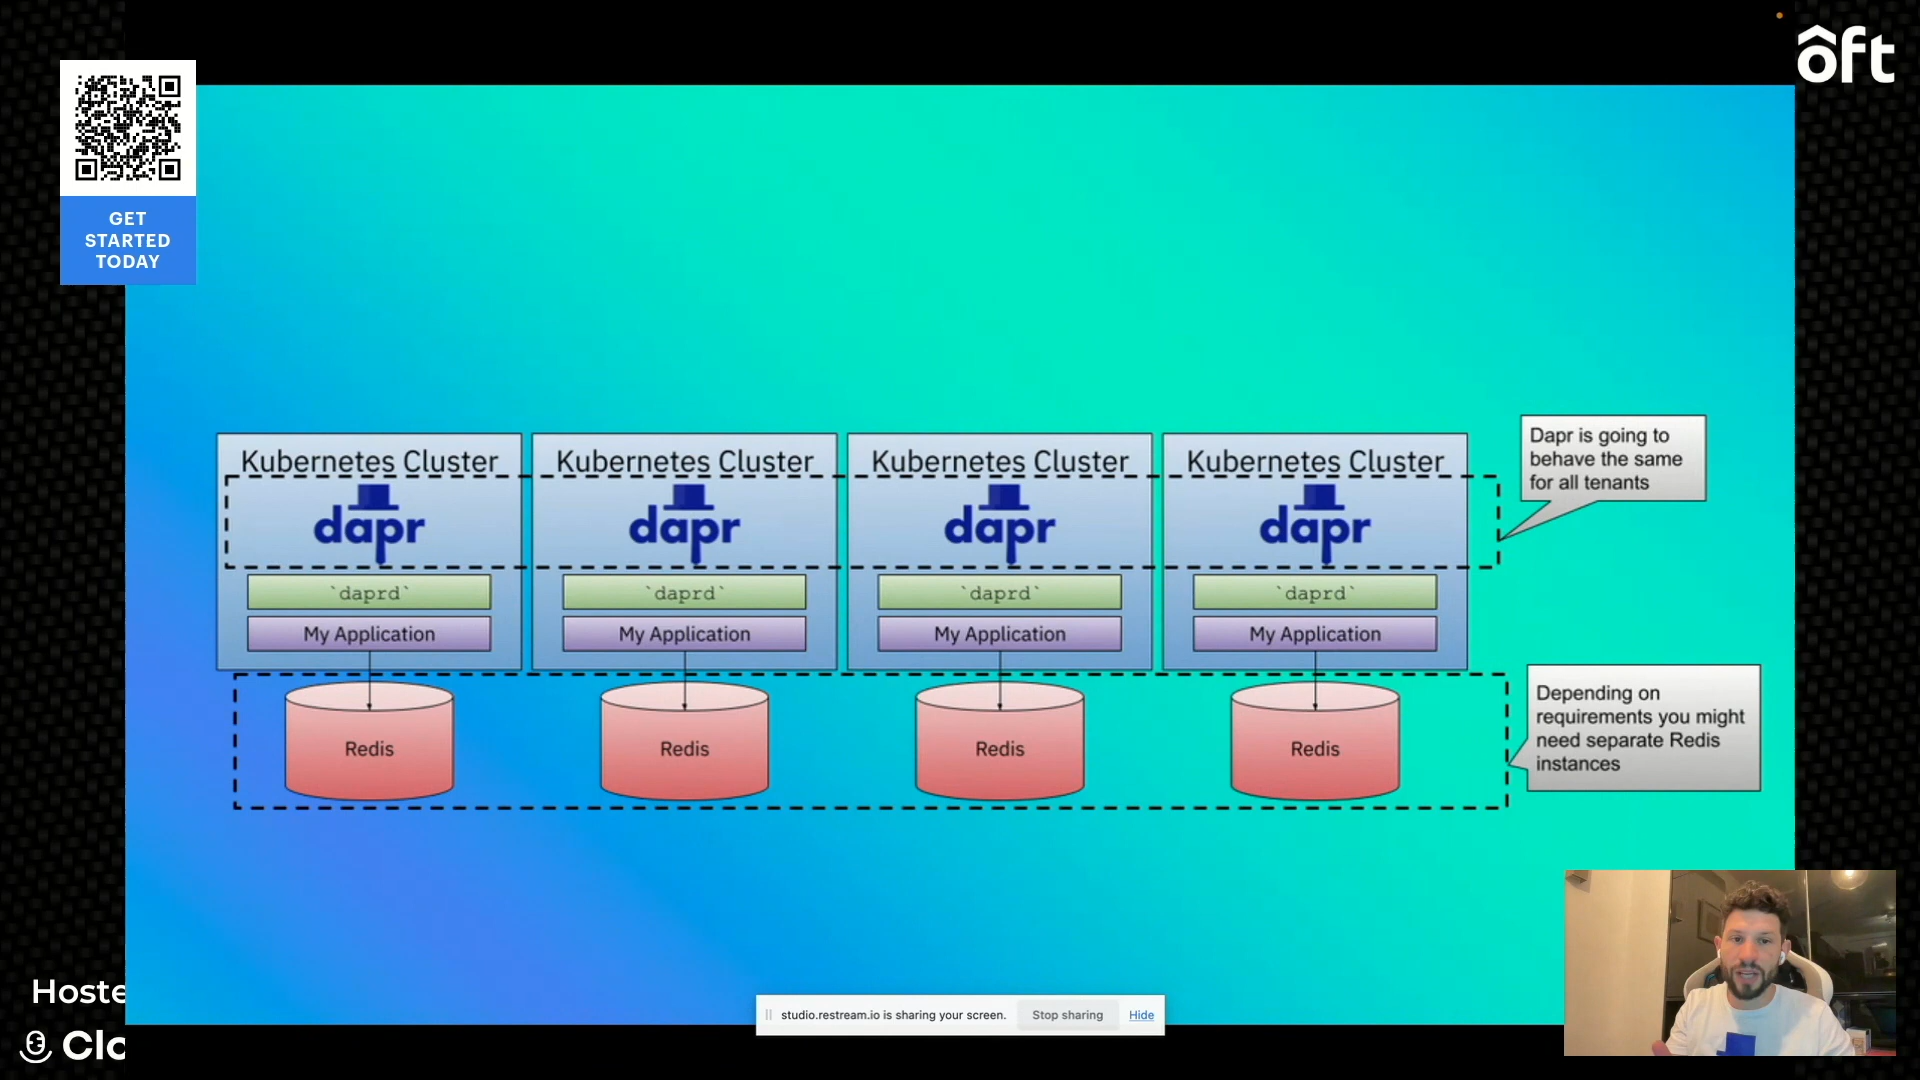 ôft
GET
STARTED
TODAY
Kubernetes Cluster
Kubernetes Cluster
Kubernetes Cluster
Kubernetes Cluster
dapr
dapr
dapr
dapr
`daprd`
`daprd`
`daprd`
`daprd`
My Application
My Application
My Application
My Application
Redis
Redis
Redis
Redis
Dapr is going to
behave the same
for all tenants
Depending on
requirements you might
need separate Redis
instances
Hoste
Clc
studio.restream.io is sharing your screen.
Stop sharing
Hide